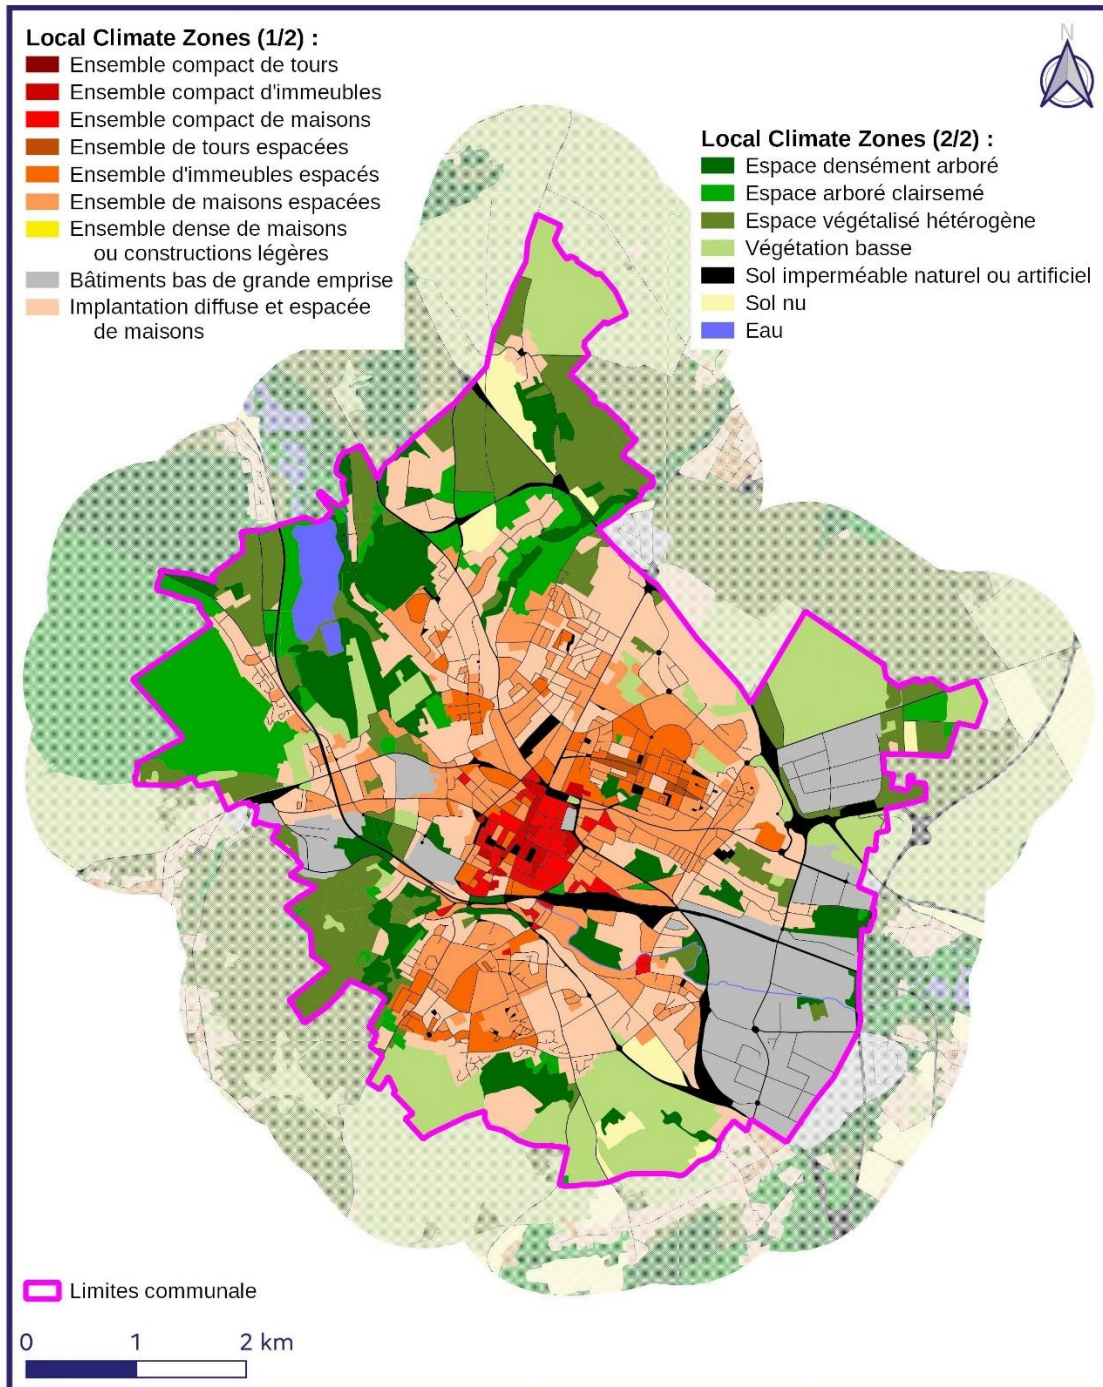 Local Climate Zones (1/2) :
Ensemble compact de tours
Ensemble compact d'immeubles
Ensemble compact de maisons
Ensemble de tours espacées
Ensemble d'immeubles espacés
Ensemble de maisons espacées
Ensemble dense de maisons
ou constructions légères
Bâtiments bas de grande emprise
Implantation diffuse et espacée
de maisons
N
Local Climate Zones (2/2) :
Espace densément arboré
Espace arboré clairsemé
Espace végétalisé hétérogène
Végétation basse
Sol imperméable naturel ou artificiel
Sol nu
Eau
Limites communale
0 1 2 km